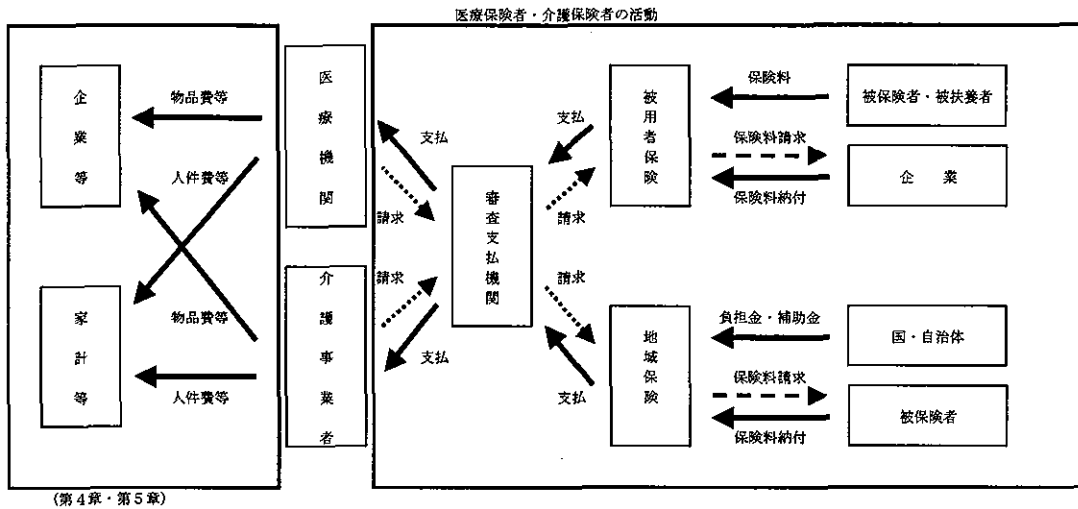 医療保険者・介護保険者の活動
企業等
家計等
物品費等
人件費等
物品費等
人件費等
医療機関
介護事業者
支払
請求
請求
支払
審査支払機関
支払
請求
請求
支払
被用者保険
地域保険
保険料
保険料請求
保険料納付
負担金・補助金
保険料請求
保険料納付
被保険者・被扶養者
企　業
国・自治体
被保険者
(第4章・第5章)